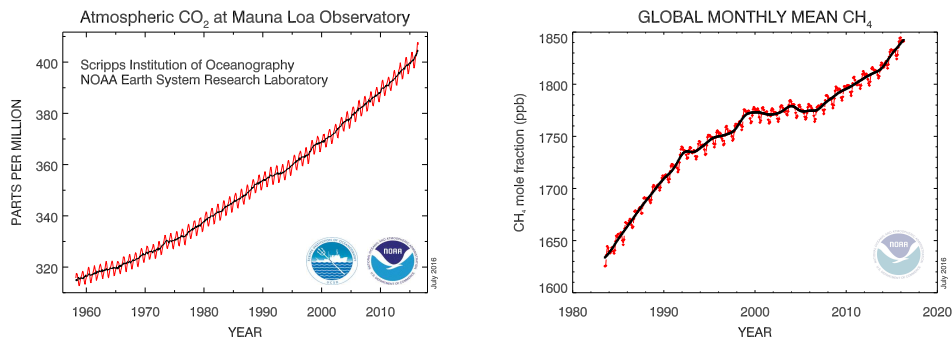 Atmospheric CO2 at Mauna Loa Observatory
Scripps Institution of Oceanography
NOAA Earth System Research Laboratory
PARTS PER MILLION
400
380
360
340
320
1960
1970
1980
1990
2000
2010
YEAR
NOAA
July 2016
GLOBAL MONTHLY MEAN CH4
CH4 mole fraction (ppb)
1850
1800
1750
1700
1650
1600
1980
1990
2000
2010
2020
YEAR
NOAA
July 2016